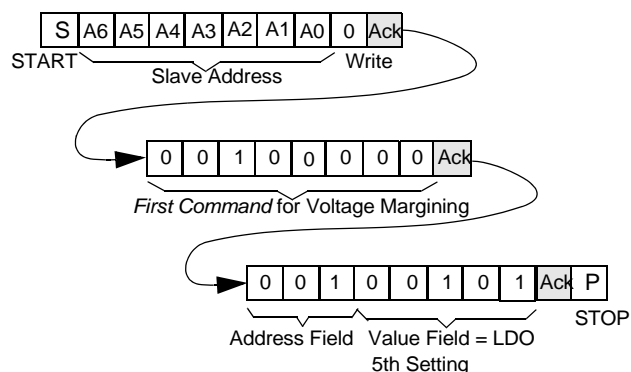 S A6 A5 A4 A3 A2 A1 A0 0 Ack
START Slave Address Write
0 0 1 0 0 0 0 0 Ack
First Command for Voltage Margining
0 0 1 0 0 1 0 1 Ack P
STOP
Address Field Value Field = LDO
5th Setting